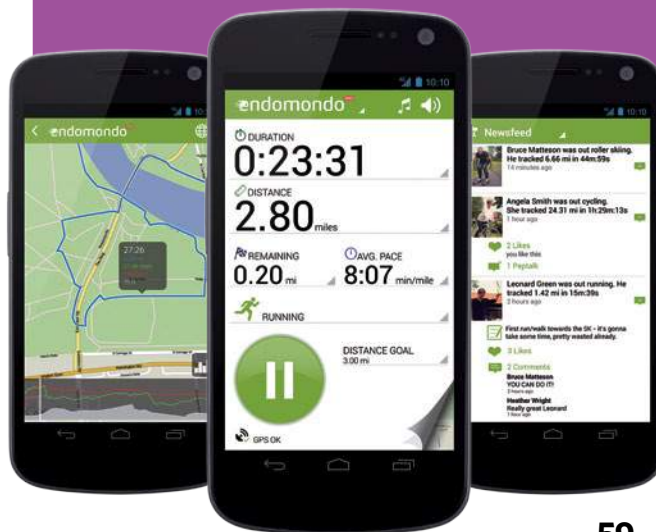 endomondo
27:26
10:10
endomondo
DURATION
0:23:31
DISTANCE
2.80 miles
REMAINING
0.20 mi
AVG. PACE
8:07 min/mile
RUNNING
DISTANCE GOAL
3.00 mi
GPS OK
Newsfeed
Bruce Matteson was out roller skiing.
He tracked 6.66 mi in 44m:59s
14 minutes ago
Angela Smith was out cycling.
She tracked 24.31 mi in 1h:29m:13s
1 hour ago
2 Likes
you like this
1 Peptalk
Leonard Green was out running. He
tracked 1.42 mi in 15m:39s
2 hours ago
First run/walk towards the 5K - it's gonna
take some time, pretty wasted already.
3 Likes
2 Comments
Bruce Matteson
YOU CAN DO IT!
Heather Wright
Really great Leonard
1 hour ago
59